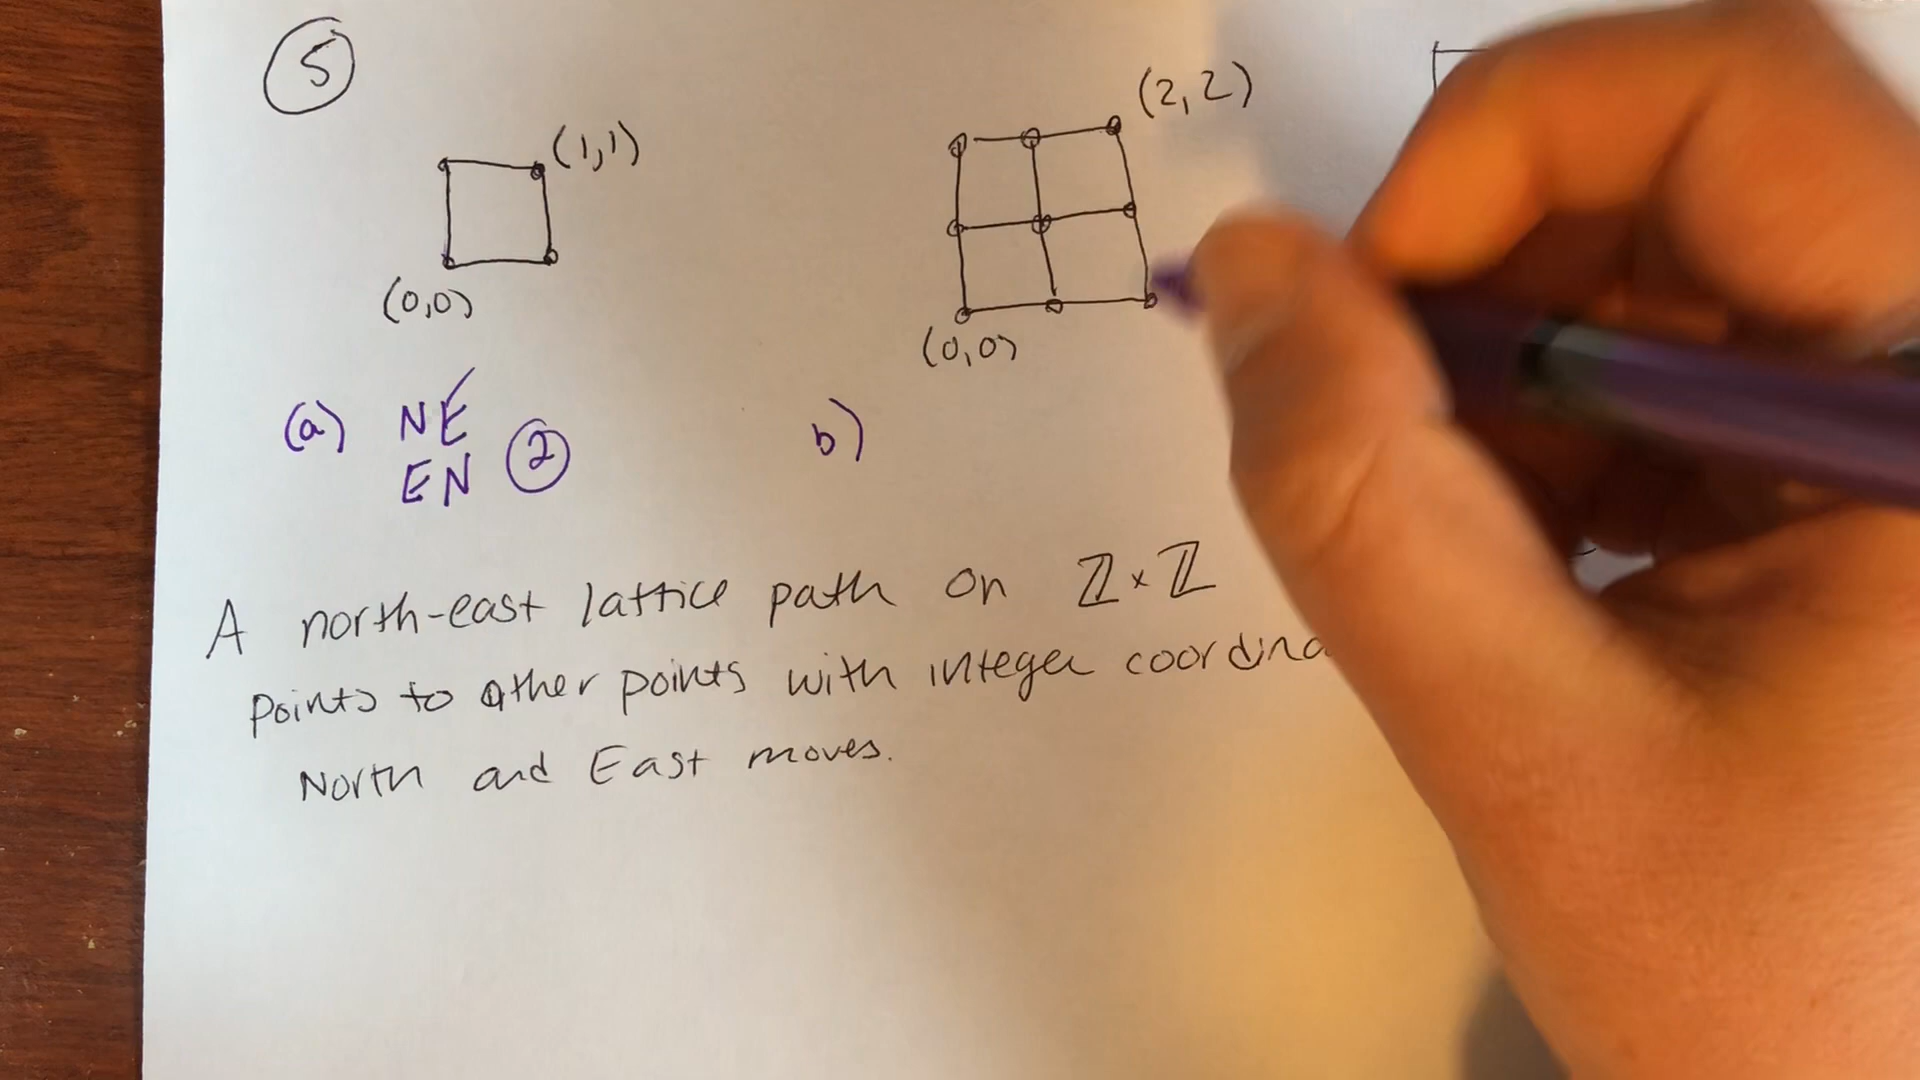 5
(1,1)
(2,2)
(0,0)
(0,0)
(a) NE
EN 2
b)
A north-east lattice path on ℤ×ℤ
points to other points with integer coordina
North and East moves.